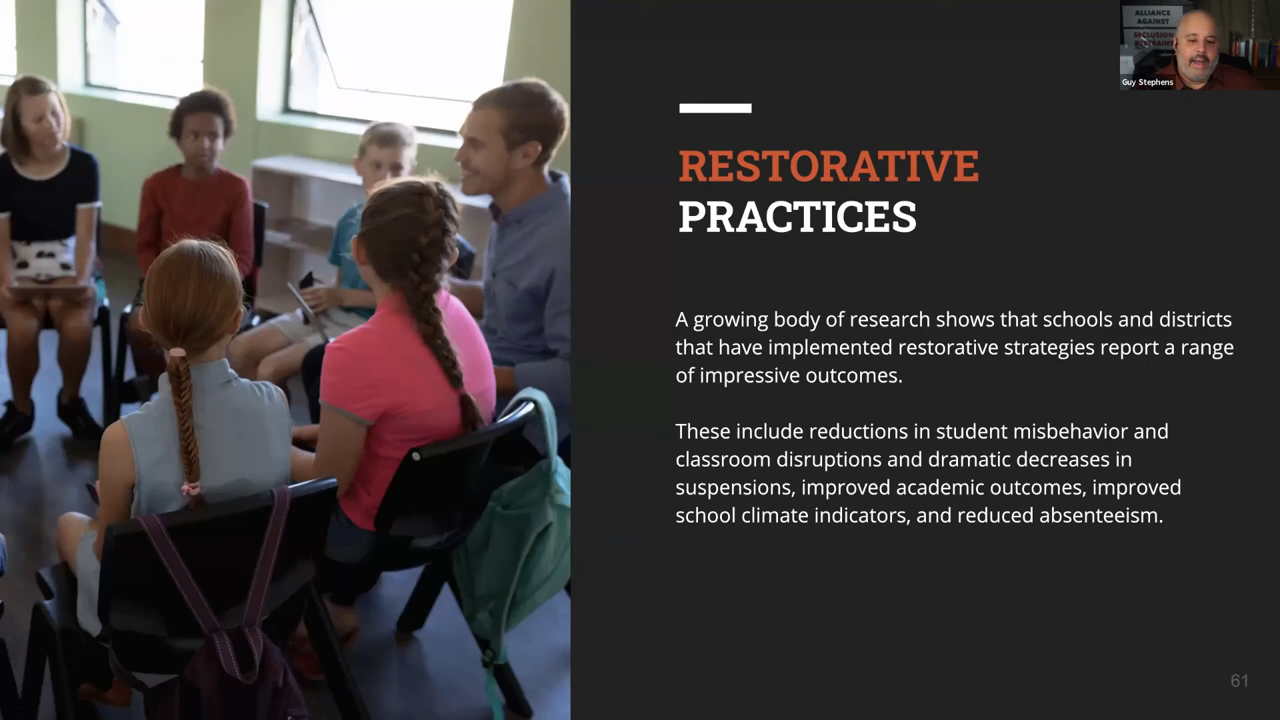 ALLIANCE
AGAINST
SECLUSION
RESTRAINT
Guy Stephens
RESTORATIVE
PRACTICES
A growing body of research shows that schools and districts
that have implemented restorative strategies report a range
of impressive outcomes.
These include reductions in student misbehavior and
classroom disruptions and dramatic decreases in
suspensions, improved academic outcomes, improved
school climate indicators, and reduced absenteeism.
61